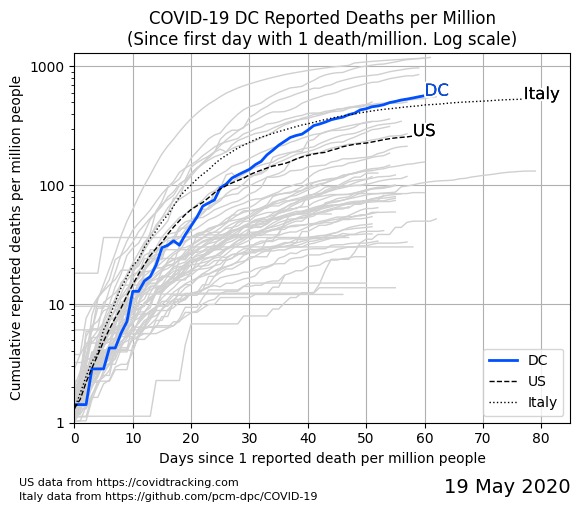 COVID-19 DC Reported Deaths per Million
(Since first day with 1 death/million. Log scale)
Cumulative reported deaths per million people
1000
100
10
1
DC
Italy
US
DC
US
Italy
0 10 20 30 40 50 60 70 80
Days since 1 reported death per million people
US data from https://covidtracking.com
Italy data from https://github.com/pcm-dpc/COVID-19
19 May 2020